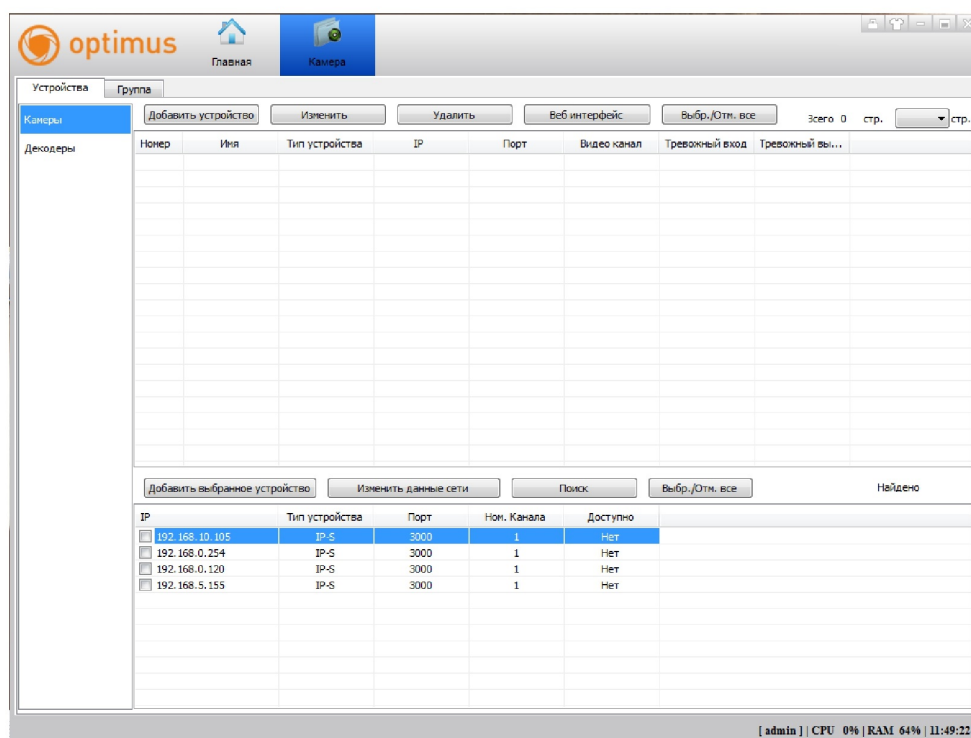 optimus
Главная
Камера
Устройства Группа
Камеры
Декодеры
Добавить устройство Изменить Удалить Веб интерфейс Выбр./Отм. все Всего 0 стр. стр.
Номер Имя Тип устройства IP Порт Видео канал Тревожный вход Тревожный вы...
Добавить выбранное устройство Изменить данные сети Поиск Выбр./Отм. все Найдено
IP Тип устройства Порт Ном. Канала Доступно
192.168.10.105 IP-S 3000 1 Нет
192.168.0.254 IP-S 3000 1 Нет
192.168.0.120 IP-S 3000 1 Нет
192.168.5.155 IP-S 3000 1 Нет
[ admin ] | CPU 0% | RAM 64% | 11:49:22